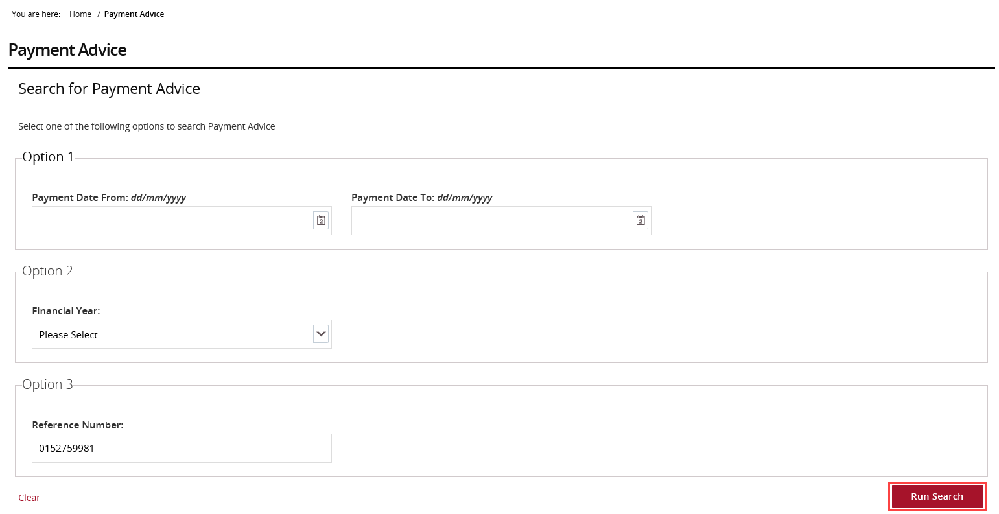 You are here: Home / Payment Advice
Payment Advice
Search for Payment Advice
Select one of the following options to search Payment Advice
Option 1
Payment Date From: dd/mm/yyyy Payment Date To: dd/mm/yyyy
2 2
Option 2
Financial Year:
Please Select
Option 3
Reference Number:
0152759981
Clear Run Search